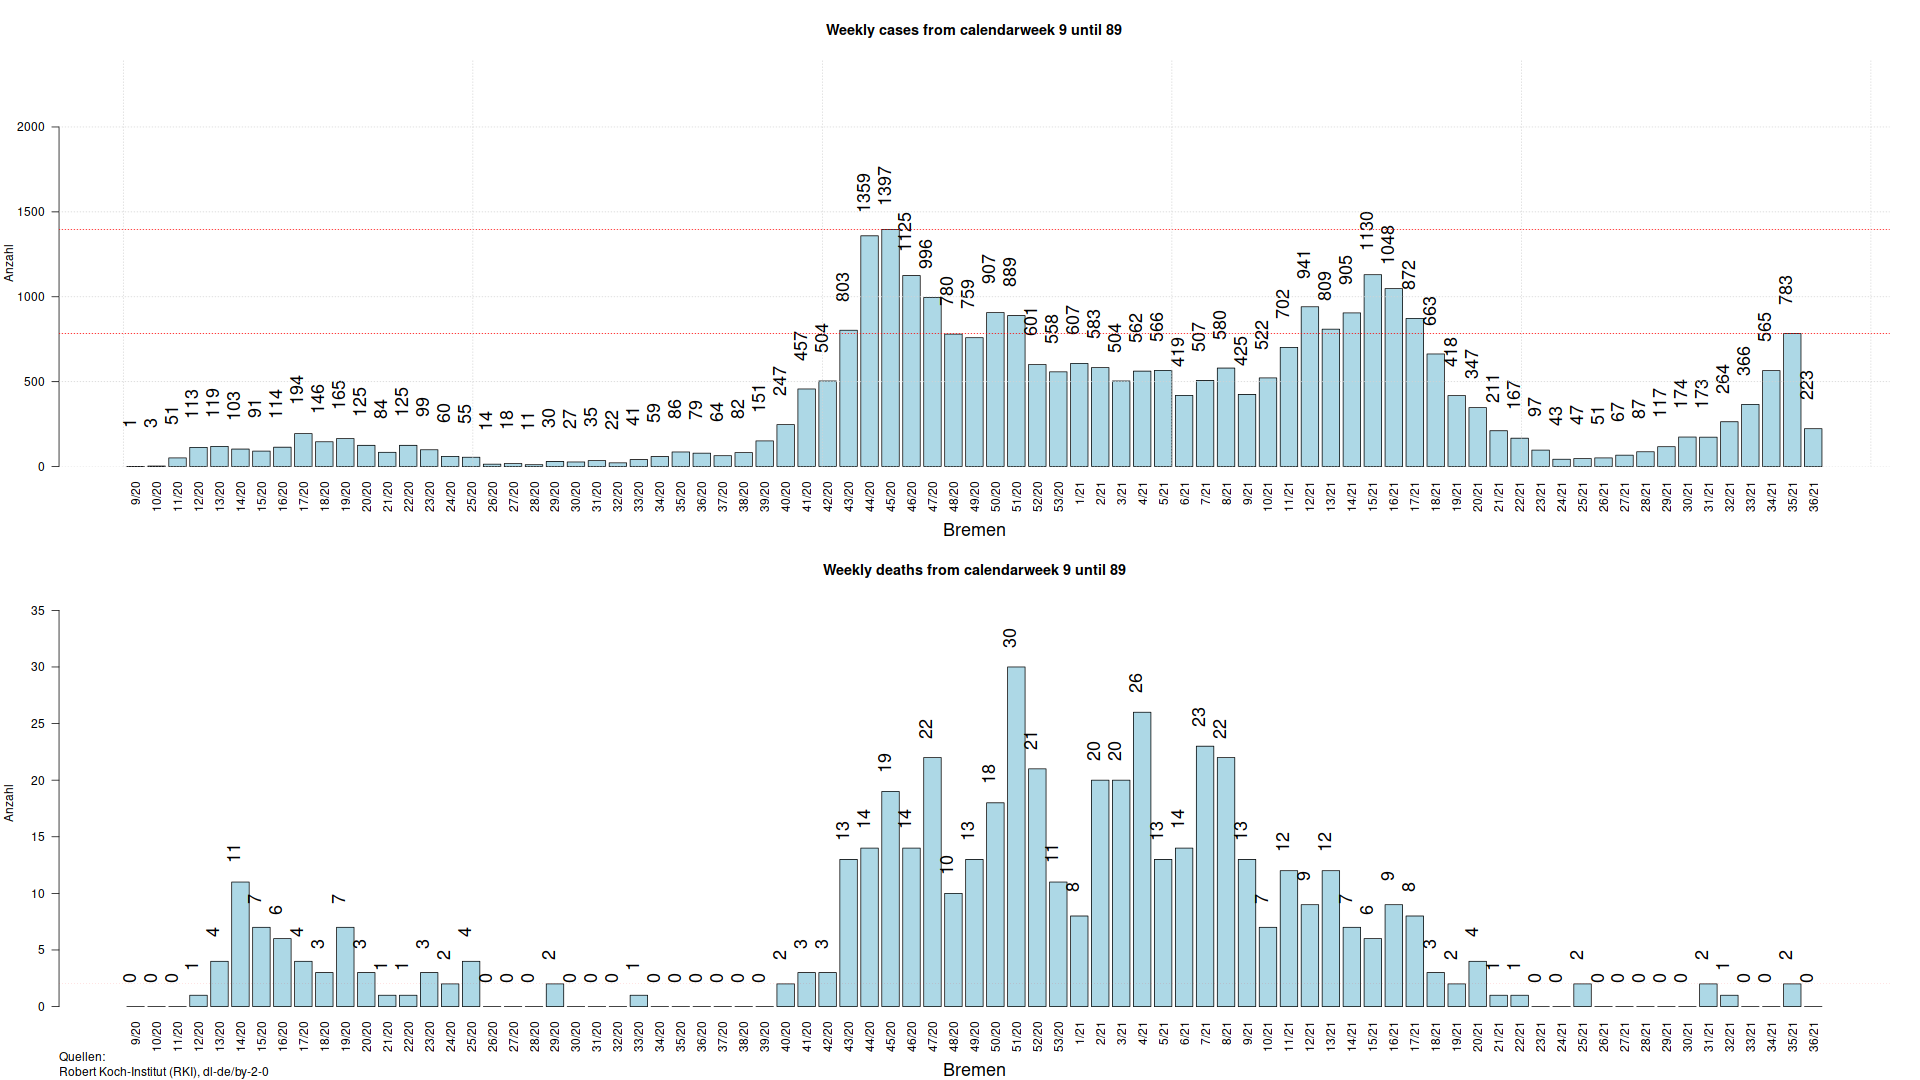 Weekly cases from calendarweek 9 until 89
Anzahl
2000
1500
1000
500
0
1 3 51 113 119 103 91 114 194 146 165 125 84 125 99 60 55 14 18 11 30 27 35 22 41 59 86 79 64 82 151 247 457 504 803 1359 1397 1125 996 780 759 907 889 601 558 607 583 504 562 566 419 507 580 425 522 702 941 809 905 1130 1048 872 663 418 347 211 167 97 43 47 51 67 87 117 174 173 264 366 565 783 223
9/20 10/20 11/20 12/20 13/20 14/20 15/20 16/20 17/20 18/20 19/20 20/20 21/20 22/20 23/20 24/20 25/20 26/20 27/20 28/20 29/20 30/20 31/20 32/20 33/20 34/20 35/20 36/20 37/20 38/20 39/20 40/20 41/20 42/20 43/20 44/20 45/20 46/20 47/20 48/20 49/20 50/20 51/20 52/20 53/20 1/21 2/21 3/21 4/21 5/21 6/21 7/21 8/21 9/21 10/21 11/21 12/21 13/21 14/21 15/21 16/21 17/21 18/21 19/21 20/21 21/21 22/21 23/21 24/21 25/21 26/21 27/21 28/21 29/21 30/21 31/21 32/21 33/21 34/21 35/21 36/21
Bremen
Weekly deaths from calendarweek 9 until 89
Anzahl
35
30
25
20
15
10
5
0
0 0 0 1 4 11 7 6 4 3 7 3 1 1 3 2 4 0 0 0 2 0 0 0 1 0 0 0 0 0 0 2 3 3 13 14 19 14 22 10 13 18 30 21 11 8 20 20 26 13 14 23 22 13 7 12 9 12 7 6 9 8 3 2 4 1 1 0 0 2 0 0 0 0 0 2 1 0 0 2 0
9/20 10/20 11/20 12/20 13/20 14/20 15/20 16/20 17/20 18/20 19/20 20/20 21/20 22/20 23/20 24/20 25/20 26/20 27/20 28/20 29/20 30/20 31/20 32/20 33/20 34/20 35/20 36/20 37/20 38/20 39/20 40/20 41/20 42/20 43/20 44/20 45/20 46/20 47/20 48/20 49/20 50/20 51/20 52/20 53/20 1/21 2/21 3/21 4/21 5/21 6/21 7/21 8/21 9/21 10/21 11/21 12/21 13/21 14/21 15/21 16/21 17/21 18/21 19/21 20/21 21/21 22/21 23/21 24/21 25/21 26/21 27/21 28/21 29/21 30/21 31/21 32/21 33/21 34/21 35/21 36/21
Quellen:
Robert Koch-Institut (RKI), dl-de/by-2-0
Bremen